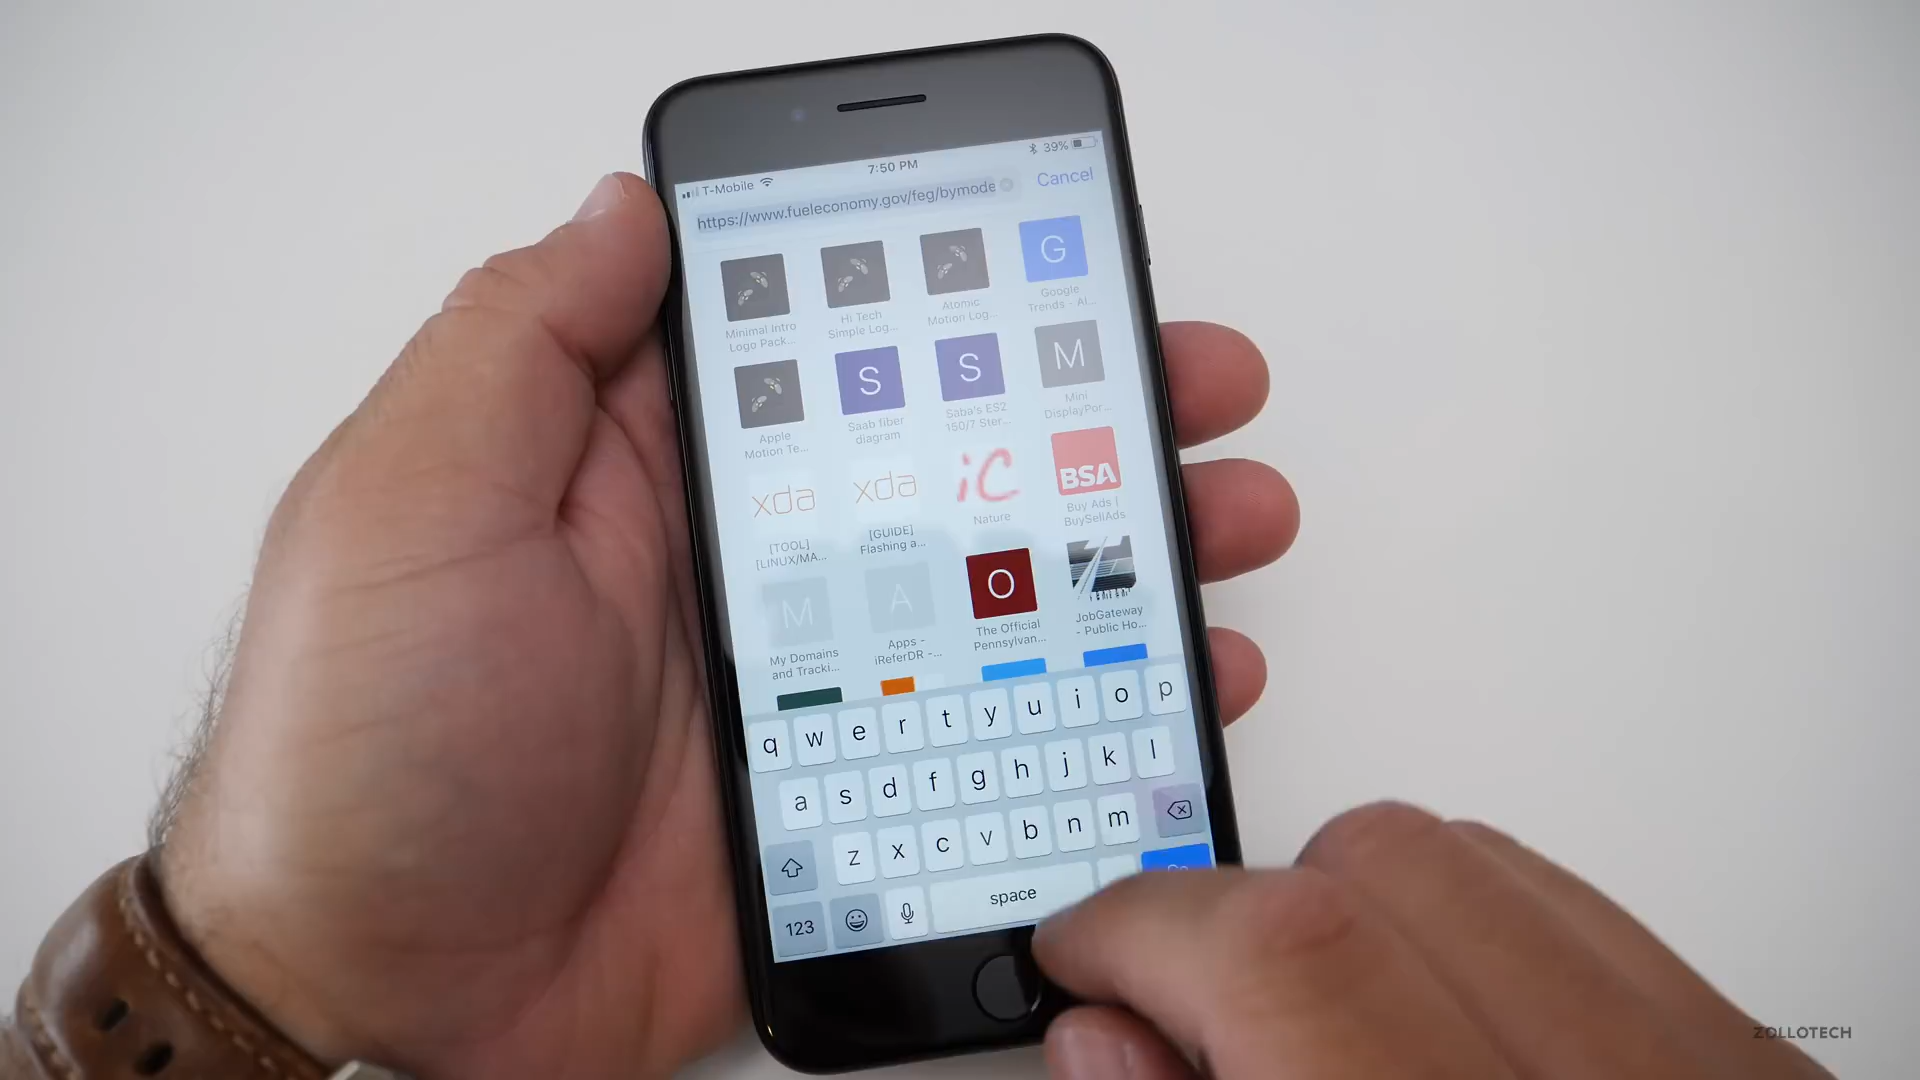 T-Mobile
7:50 PM
39%
https://www.fueleconomy.gov/feg/bymode
Cancel
G
Minimal Intro
Logo Pack...
Hi Tech
Simple Log...
Atomic
Motion Log...
Google
Trends - Al...
S
S
M
Apple
Motion Te...
Saab fiber
diagram
Saba's ES2
150/7 Ster...
Mini
DisplayPor...
xda
xda
iC
BSA
[TOOL]
[LINUX/MA...
[GUIDE]
Flashing a...
Nature
Buy Ads |
BuySellAds
M
A
O
My Domains
and Tracki...
Apps -
iReferDR -...
The Official
Pennsylvan...
JobGateway
- Public Ho...
q w e r t y u i o p
a s d f g h j k l
z x c v b n m
123
space
ZOLLOTECH